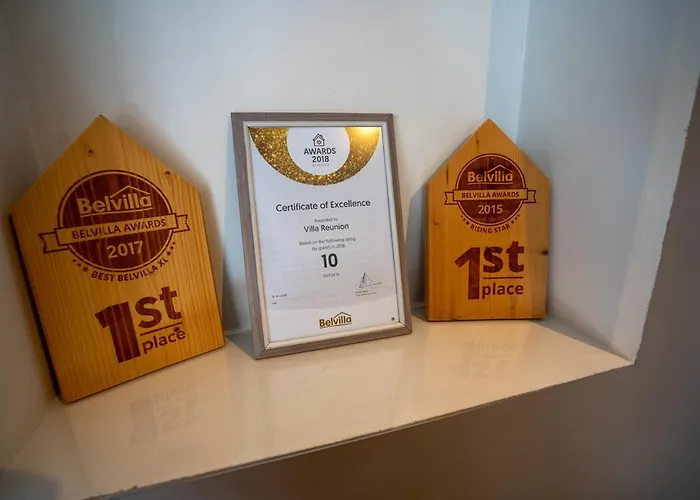 Belvilla
BELVILLA AWARDS
2017
BEST BELVILLA XL
1st
place
AWARDS
2018
Certificate of Excellence
Awarded to
Villa Reunion
Based on the following rating
by guests in 2018
10
Belvilla
Belvilla
BELVILLA AWARDS
2015
RISING STAR
1st
place